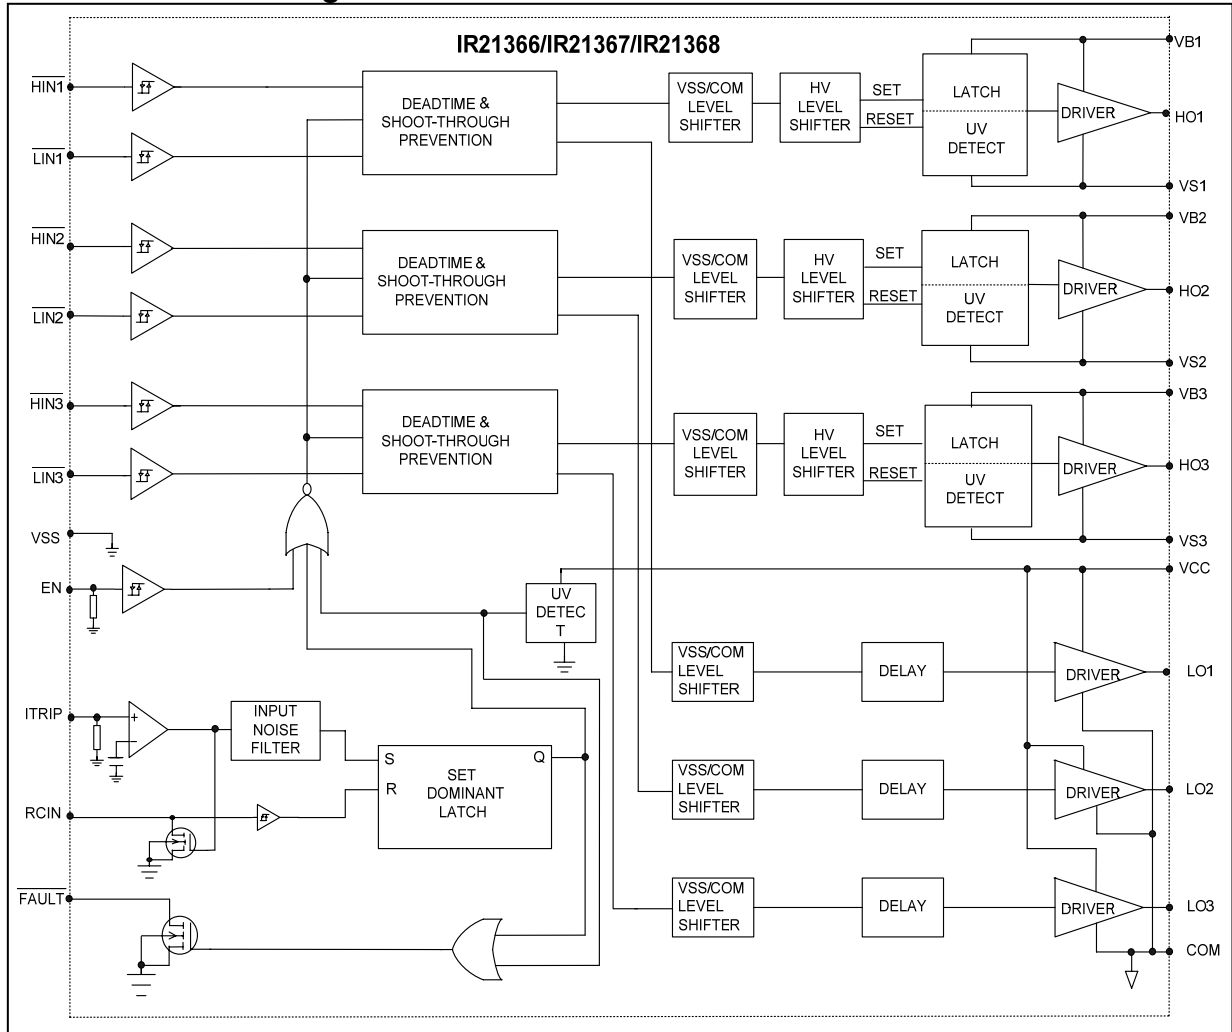 IR21366/IR21367/IR21368
HIN1
LIN1
DEADTIME &
SHOOT-THROUGH
PREVENTION
VSS/COM
LEVEL
SHIFTER
HV
LEVEL
SHIFTER
SET
RESET
LATCH
UV
DETECT
DRIVER
VB1
HO1
VS1
HIN2
LIN2
DEADTIME &
SHOOT-THROUGH
PREVENTION
VSS/COM
LEVEL
SHIFTER
HV
LEVEL
SHIFTER
SET
RESET
LATCH
UV
DETECT
DRIVER
VB2
HO2
VS2
HIN3
LIN3
DEADTIME &
SHOOT-THROUGH
PREVENTION
VSS/COM
LEVEL
SHIFTER
HV
LEVEL
SHIFTER
SET
RESET
LATCH
UV
DETECT
DRIVER
VB3
HO3
VS3
VSS
EN
UV
DETEC
T
VCC
VSS/COM
LEVEL
SHIFTER
DELAY
DRIVER
LO1
ITRIP
+
-
INPUT
NOISE
FILTER
S
R
Q
SET
DOMINANT
LATCH
RCIN
VSS/COM
LEVEL
SHIFTER
DELAY
DRIVER
LO2
FAULT
VSS/COM
LEVEL
SHIFTER
DELAY
DRIVER
LO3
COM